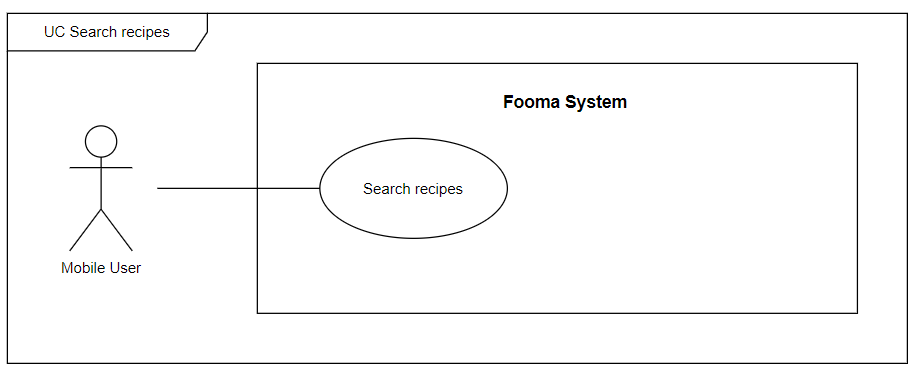 UC Search recipes
Fooma System
Search recipes
Mobile User